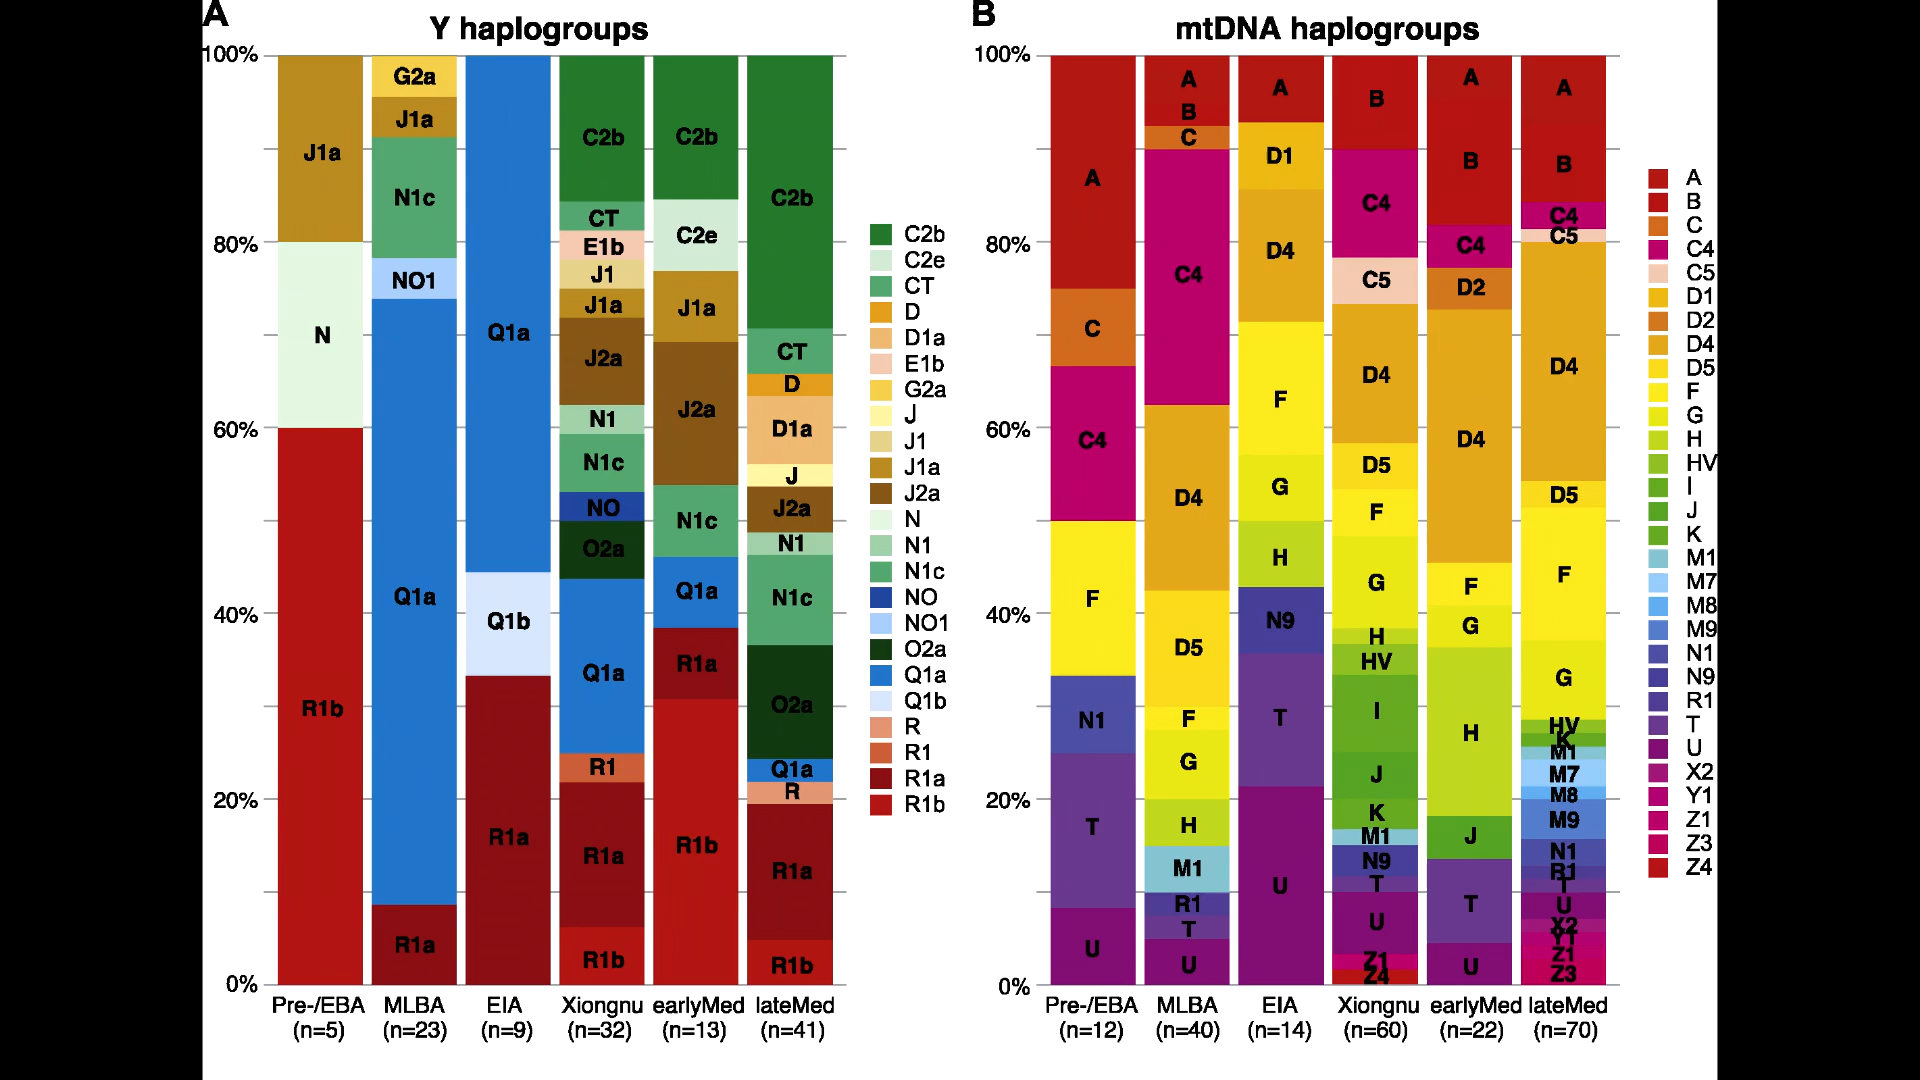 A
Y haplogroups
100%
80%
60%
40%
20%
0%
J1a
N
R1b
G2a
J1a
N1c
NO1
Q1a
R1a
Q1a
Q1b
R1a
C2b
CT
E1b
J1
J1a
J2a
N1
N1c
NO
O2a
Q1a
R1
R1a
R1b
C2b
C2e
J1a
J2a
N1c
Q1a
R1a
R1b
C2b
CT
D
D1a
J
J2a
N1
N1c
O2a
Q1a
R
R1a
R1b
Pre-/EBA
(n=5)
MLBA
(n=23)
EIA
(n=9)
Xiongnu
(n=32)
earlyMed
(n=13)
lateMed
(n=41)
C2b
C2e
CT
D
D1a
E1b
G2a
J
J1
J1a
J2a
N
N1
N1c
NO
NO1
O2a
Q1a
Q1b
R
R1
R1a
R1b
B
mtDNA haplogroups
100%
80%
60%
40%
20%
0%
A
C
C4
F
N1
T
U
A
B
C
C4
D4
D5
F
G
H
M1
R1
T
U
A
D1
D4
F
G
H
N9
T
U
B
C4
C5
D4
D5
F
G
H
HV
I
J
K
M1
N9
T
U
Z1
Z4
A
B
C4
D2
D4
F
G
H
J
T
U
A
B
C4
C5
D4
D5
F
G
HV
K
M1
M7
M8
M9
N1
R1
T
U
X2
Y1
Z1
Z3
Pre-/EBA
(n=12)
MLBA
(n=40)
EIA
(n=14)
Xiongnu
(n=60)
earlyMed
(n=22)
lateMed
(n=70)
A
B
C
C4
C5
D1
D2
D4
D5
F
G
H
HV
I
J
K
M1
M7
M8
M9
N1
N9
R1
T
U
X2
Y1
Z1
Z3
Z4